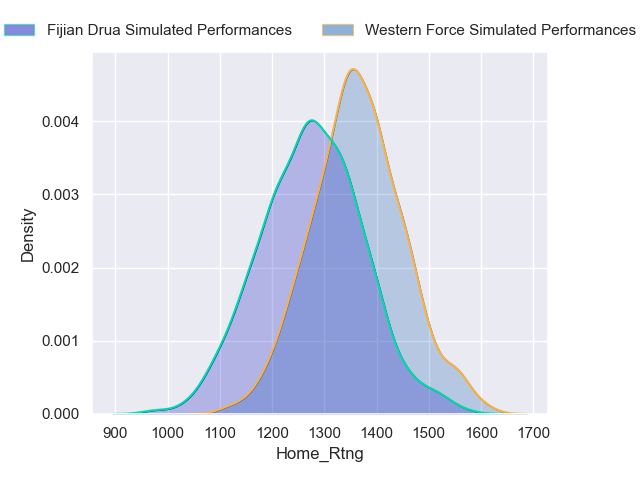 Fijian Drua Simulated Performances
Western Force Simulated Performances
0.004
0.003
0.002
0.001
0.000
Density
900 1000 1100 1200 1300 1400 1500 1600 1700
Home_Rtng